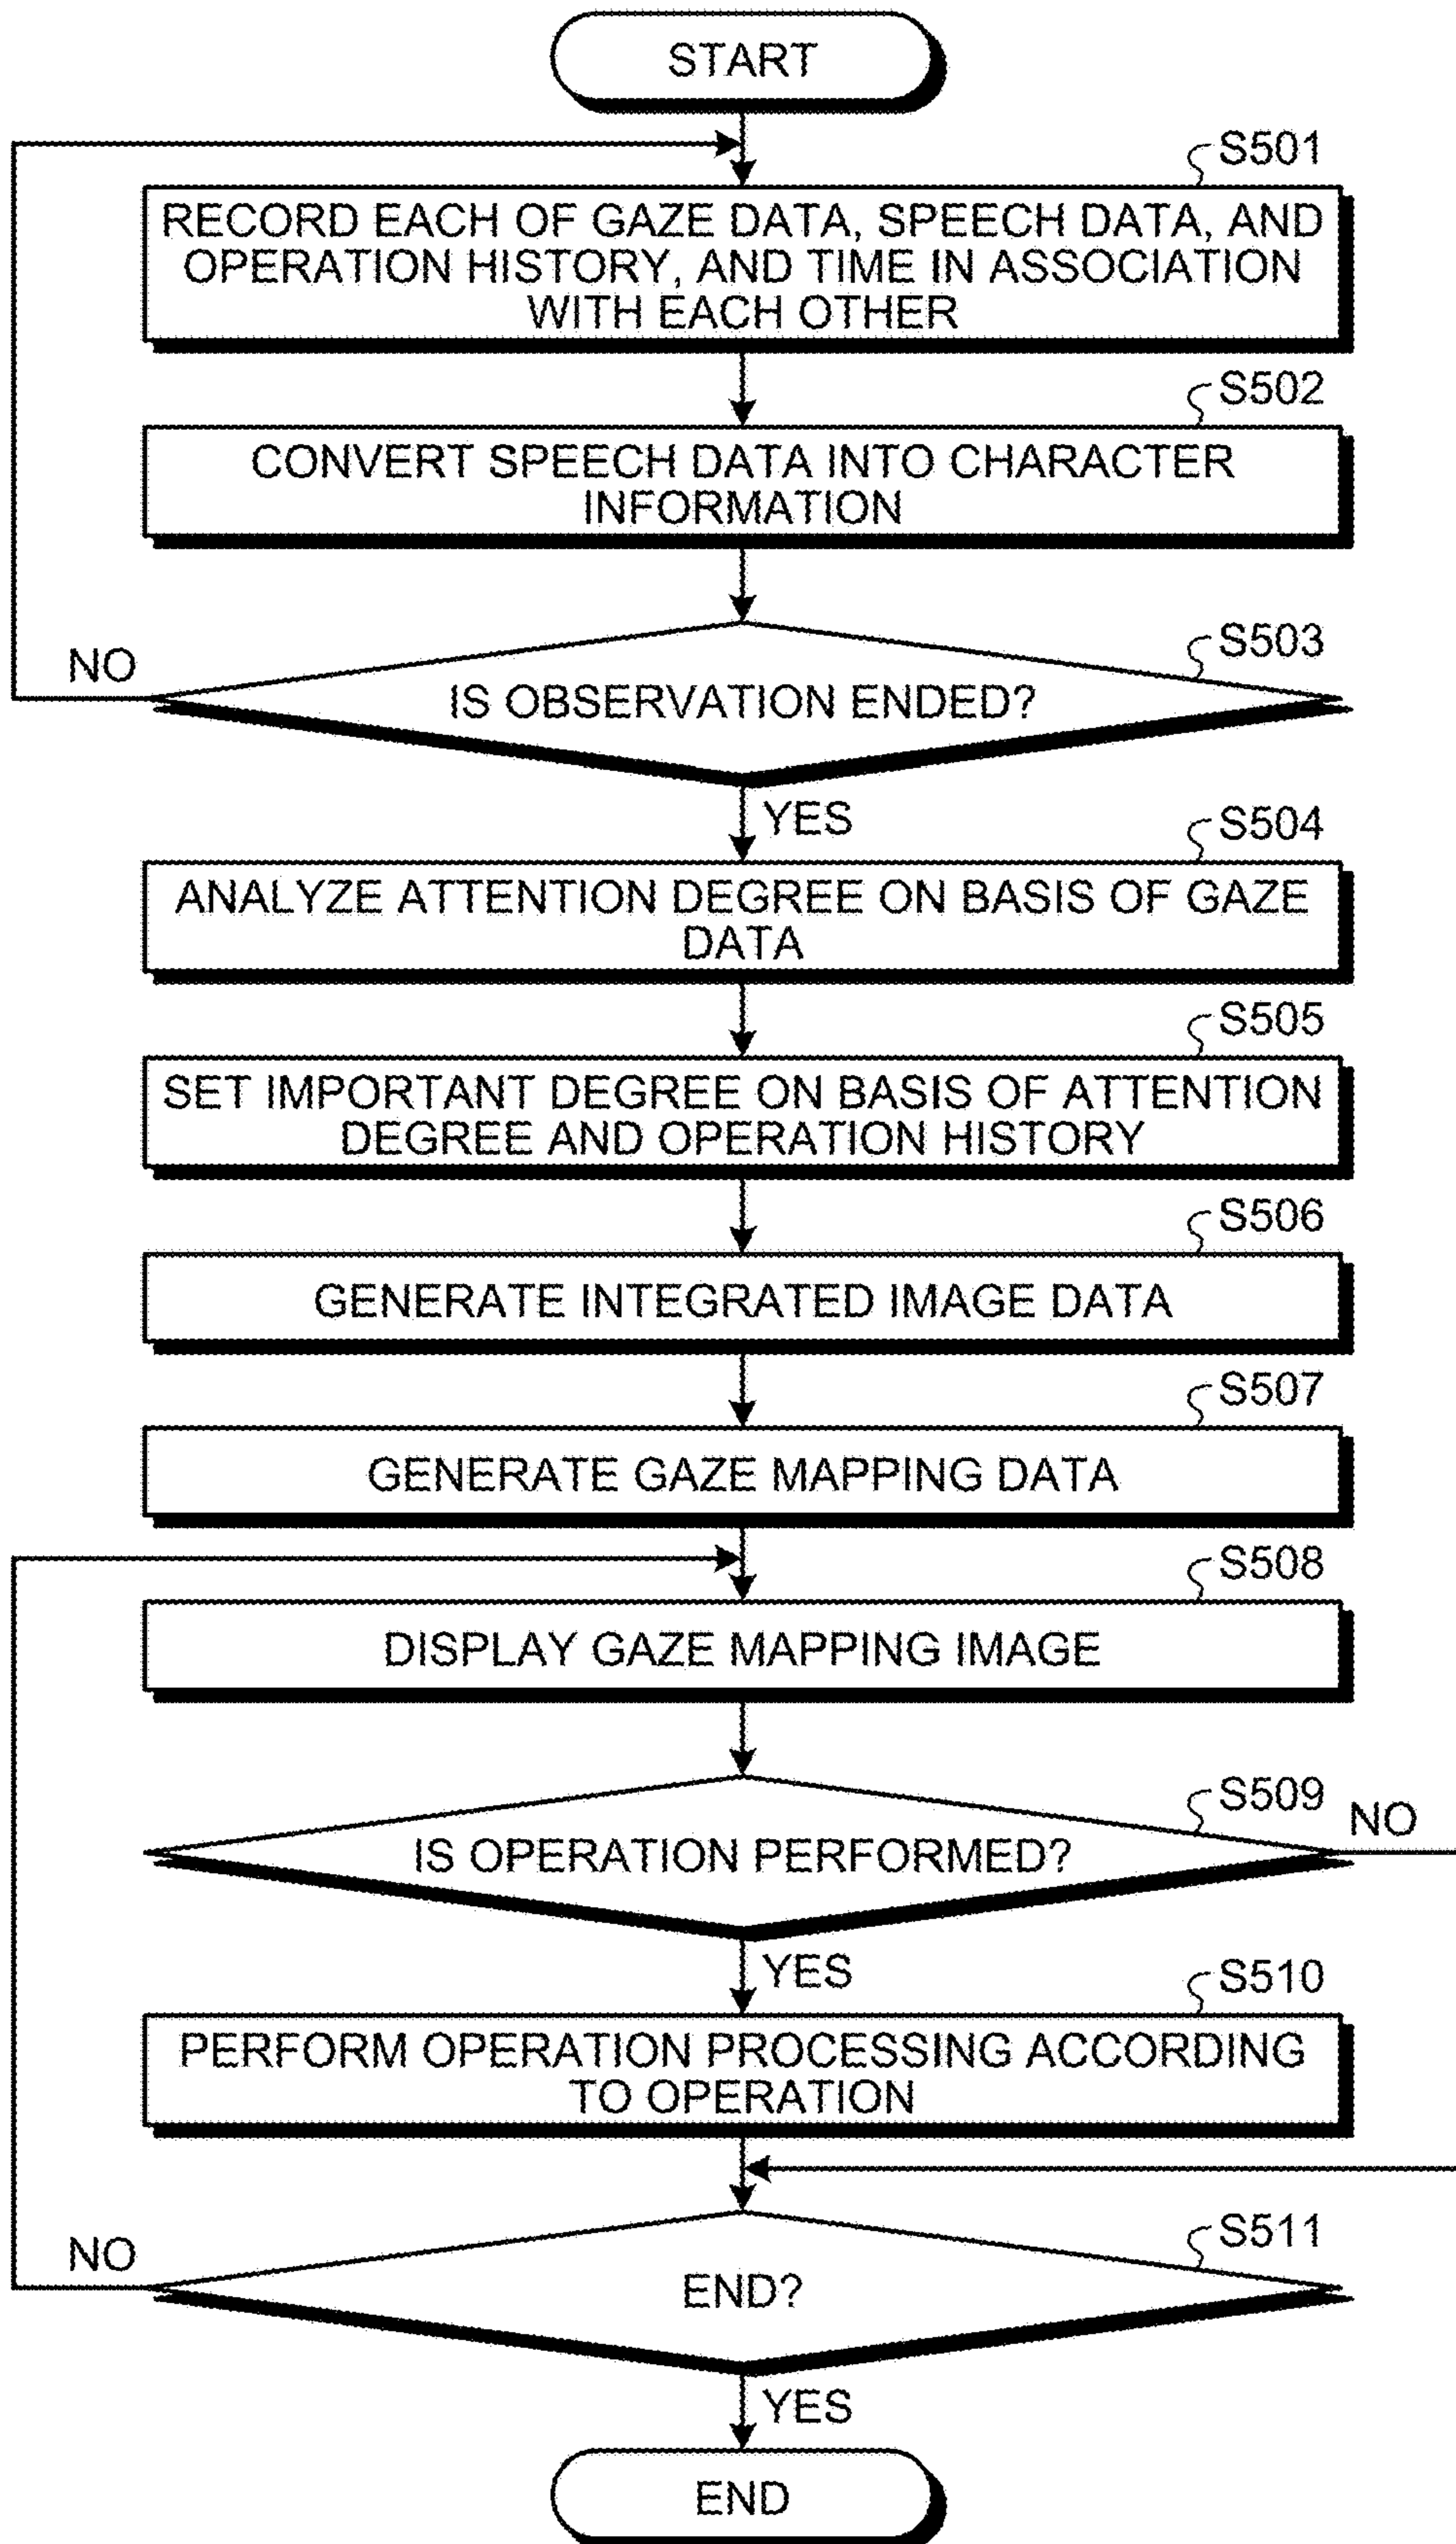 START
S501
RECORD EACH OF GAZE DATA, SPEECH DATA, AND
OPERATION HISTORY, AND TIME IN ASSOCIATION
WITH EACH OTHER
S502
CONVERT SPEECH DATA INTO CHARACTER
INFORMATION
S503
NO
IS OBSERVATION ENDED?
YES
S504
ANALYZE ATTENTION DEGREE ON BASIS OF GAZE
DATA
S505
SET IMPORTANT DEGREE ON BASIS OF ATTENTION
DEGREE AND OPERATION HISTORY
S506
GENERATE INTEGRATED IMAGE DATA
S507
GENERATE GAZE MAPPING DATA
S508
DISPLAY GAZE MAPPING IMAGE
S509
NO
IS OPERATION PERFORMED?
YES
S510
PERFORM OPERATION PROCESSING ACCORDING
TO OPERATION
S511
NO
END?
YES
END